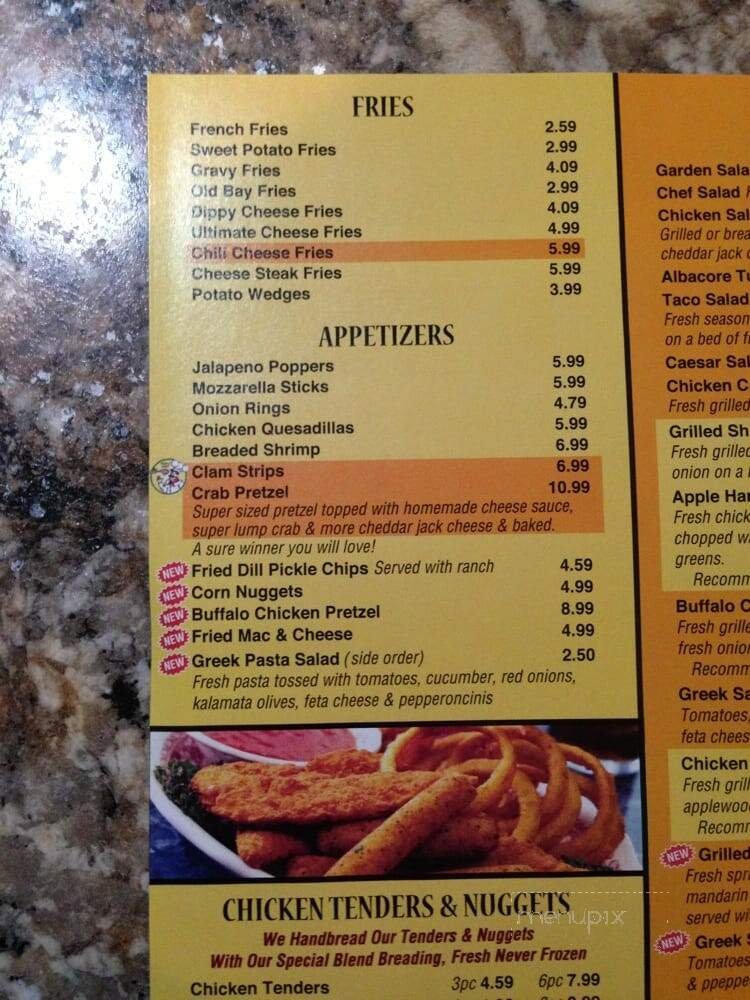 FRIES
French Fries 2.59
Sweet Potato Fries 2.99
Gravy Fries 4.09
Old Bay Fries 2.99
Dippy Cheese Fries 4.09
Ultimate Cheese Fries 4.99
Chili Cheese Fries 5.99
Cheese Steak Fries 5.99
Potato Wedges 3.99
APPETIZERS
Jalapeno Poppers 5.99
Mozzarella Sticks 5.99
Onion Rings 4.79
Chicken Quesadillas 5.99
Breaded Shrimp 6.99
Clam Strips 6.99
Crab Pretzel 10.99
Super sized pretzel topped with homemade cheese sauce,
super lump crab & more cheddar jack cheese & baked.
A sure winner you will love!
NEW Fried Dill Pickle Chips Served with ranch 4.59
NEW Corn Nuggets 4.99
NEW Buffalo Chicken Pretzel 8.99
NEW Fried Mac & Cheese 4.99
NEW Greek Pasta Salad (side order) 2.50
Fresh pasta tossed with tomatoes, cucumber, red onions,
kalamata olives, feta cheese & pepperoncinis
CHICKEN TENDERS & NUGGETS
menupix
We Handbread Our Tenders & Nuggets
With Our Special Blend Breading, Fresh Never Frozen
Chicken Tenders 3pc 4.59 6pc 7.99
Garden Sala
Chef Salad
Chicken Sal
Grilled or brea
cheddar jack
Albacore Tu
Taco Salad
Fresh season
on a bed of f
Caesar Sal
Chicken C
Fresh grilled
Grilled Sh
Fresh grilled
onion on a
Apple Ha
Fresh chick
chopped wa
greens.
Recomm
Buffalo C
Fresh grille
fresh onion
Recomm
Greek Sa
Tomatoes,
feta chees
Chicken
Fresh grill
applewood
Recomm
NEW Grilled
Fresh spri
mandarin
served wi
NEW Greek S
Tomatoes
& ppeppe